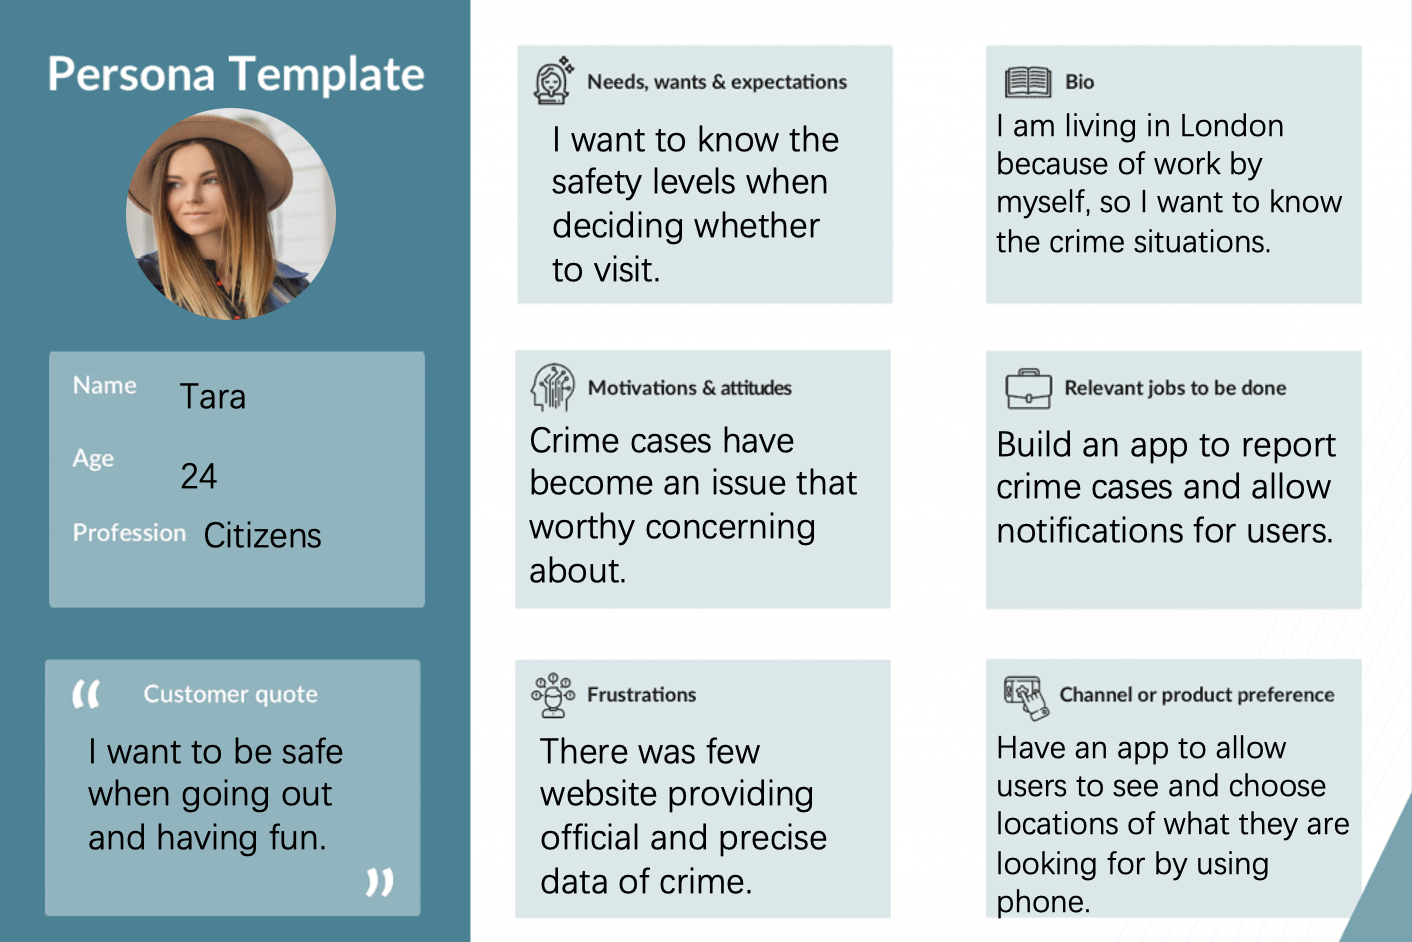 Persona Template
Name Tara
Age 24
Profession Citizens
Customer quote
I want to be safe
when going out
and having fun.
Needs, wants & expectations
I want to know the
safety levels when
deciding whether
to visit.
Bio
I am living in London
because of work by
myself, so I want to know
the crime situations.
Motivations & attitudes
Crime cases have
become an issue that
worthy concerning
about.
Relevant jobs to be done
Build an app to report
crime cases and allow
notifications for users.
Frustrations
There was few
website providing
official and precise
data of crime.
Channel or product preference
Have an app to allow
users to see and choose
locations of what they are
looking for by using
phone.